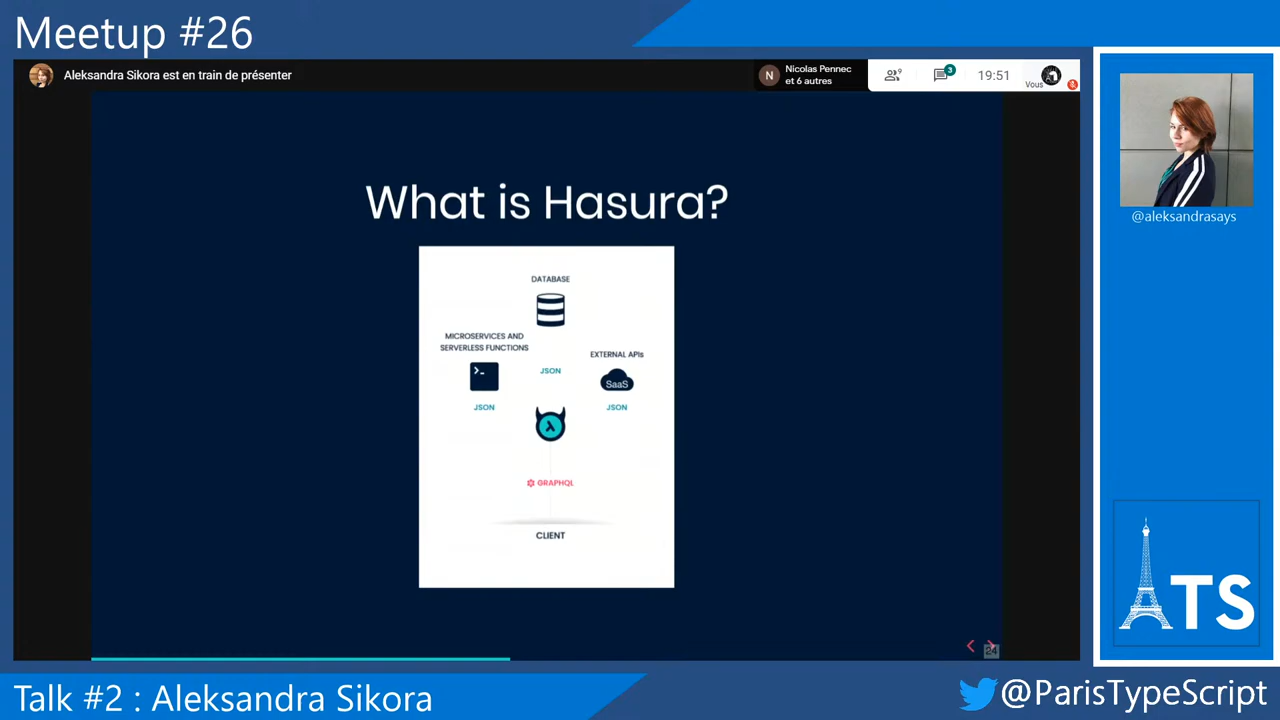 Meetup #26
Aleksandra Sikora est en train de présenter
N
Nicolas Pennec
et 6 autres
9
3
19:51
Vous
What is Hasura?
DATABASE
MICROSERVICES AND
SERVERLESS FUNCTIONS
EXTERNAL APIs
>-
JSON
SaaS
JSON
JSON
λ
GRAPHQL
CLIENT
24
@aleksandrasays
TS
Talk #2 : Aleksandra Sikora
@ParisTypeScript